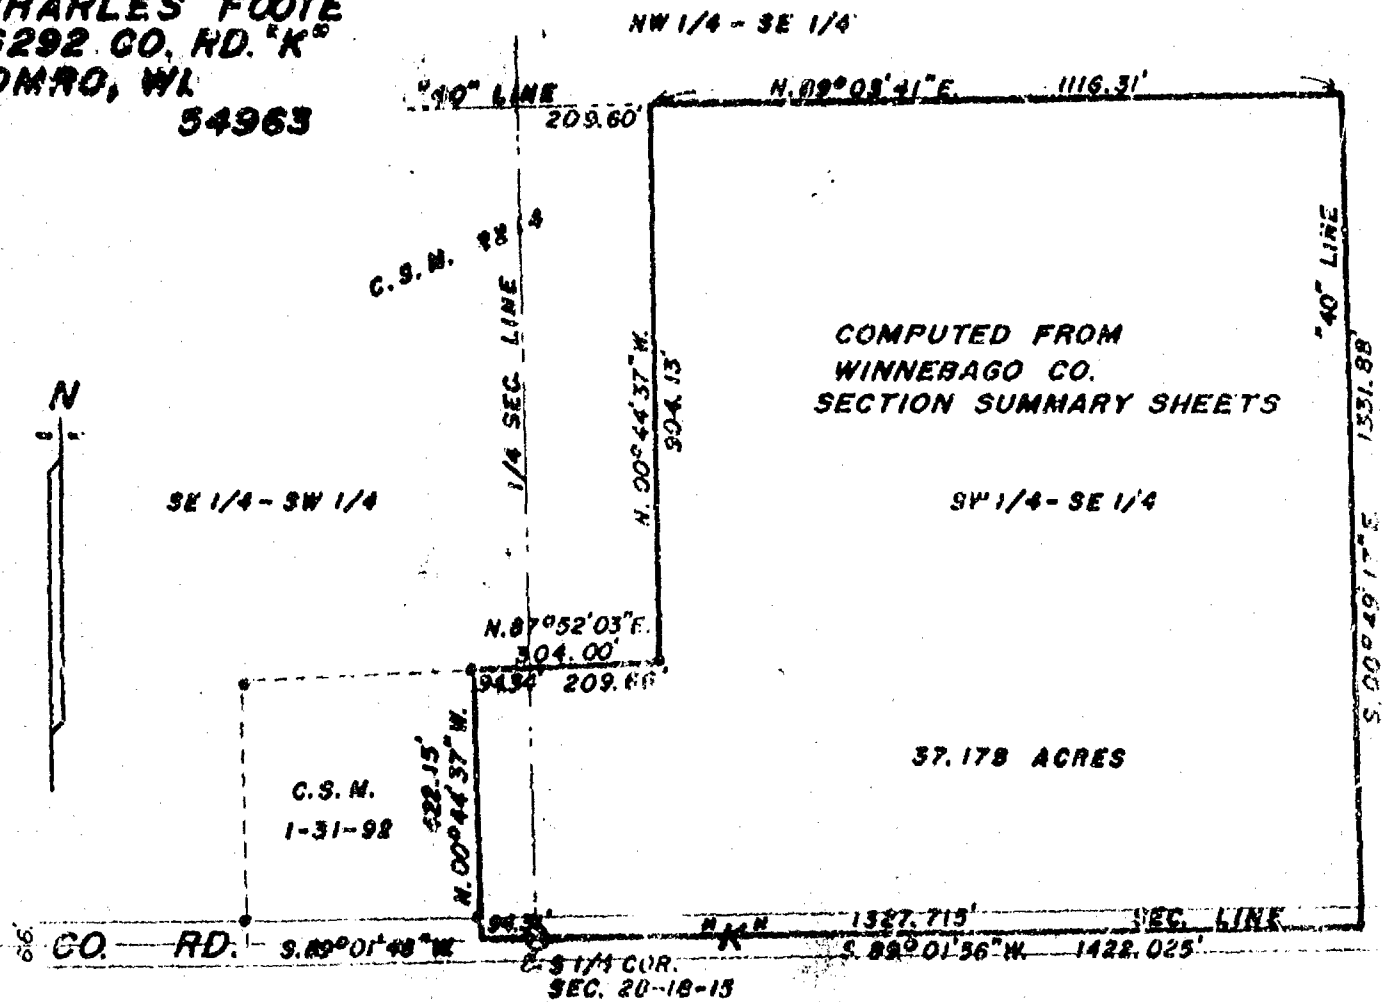 CHARLES FOOTE
6292 CO. RD. "K"
OMRO, WI.
54963
NW 1/4 - SE 1/4
"40" LINE
209.60'
N. 89° 03' 41" E. 1116.31'
C.S.M.
1/4 SEC LINE
N. 00° 44' 37" W.
904.13'
"40" LINE
1331.88'
S. 00° 49' 17" E
COMPUTED FROM
WINNEBAGO CO.
SECTION SUMMARY SHEETS
N
SE 1/4 - SW 1/4
SW 1/4 - SE 1/4
N. 87° 52' 03" E.
304.00'
94.34' 209.66'
37.178 ACRES
C.S.M.
1-31-92
422.15'
N. 00° 44' 37" W.
66'
CO. RD. "K"
1327.715' SEC. LINE
S. 89° 01' 48" W.
S. 89° 01' 56" W. 1422.025'
S 1/4 COR.
SEC. 20-18-15